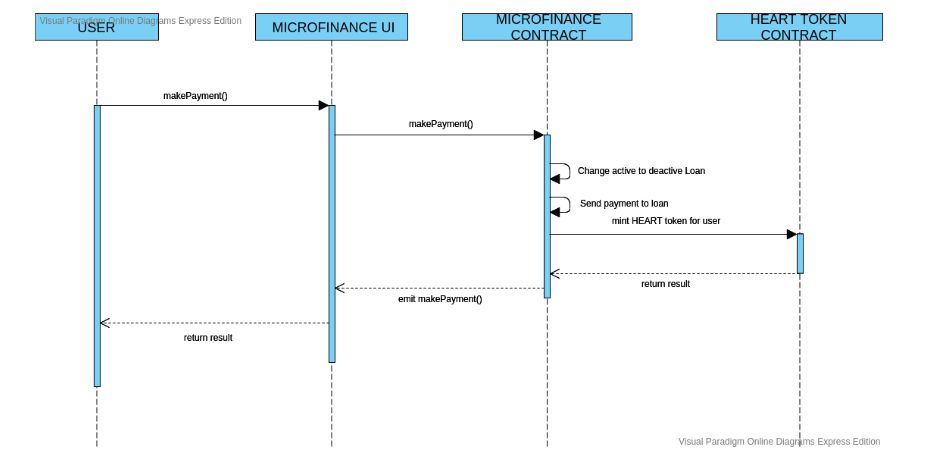 Visual Paradigm Online Diagrams Express Edition
USER
MICROFINANCE UI
MICROFINANCE
CONTRACT
HEART TOKEN
CONTRACT
makePayment()
makePayment()
Change active to deactive Loan
Send payment to loan
mint HEART token for user
return result
emit makePayment()
return result
Visual Paradigm Online Diagrams Express Edition